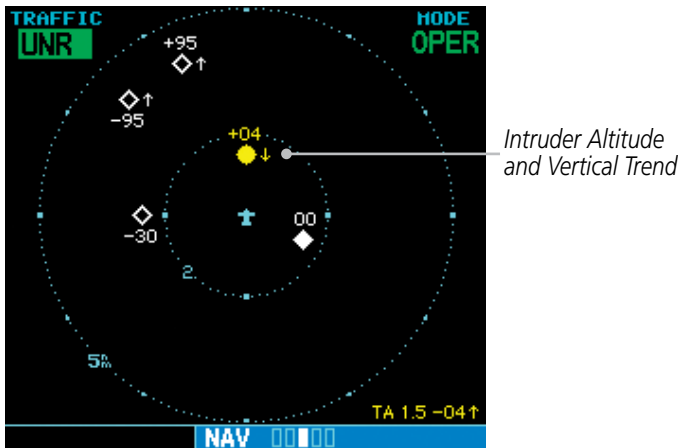 TRAFFIC
MODE
UNR
OPER
+95
↑
↑
-95
+04
↓
Intruder Altitude
and Vertical Trend
-30
00
2
5 nm
TA 1.5 -04↑
NAV